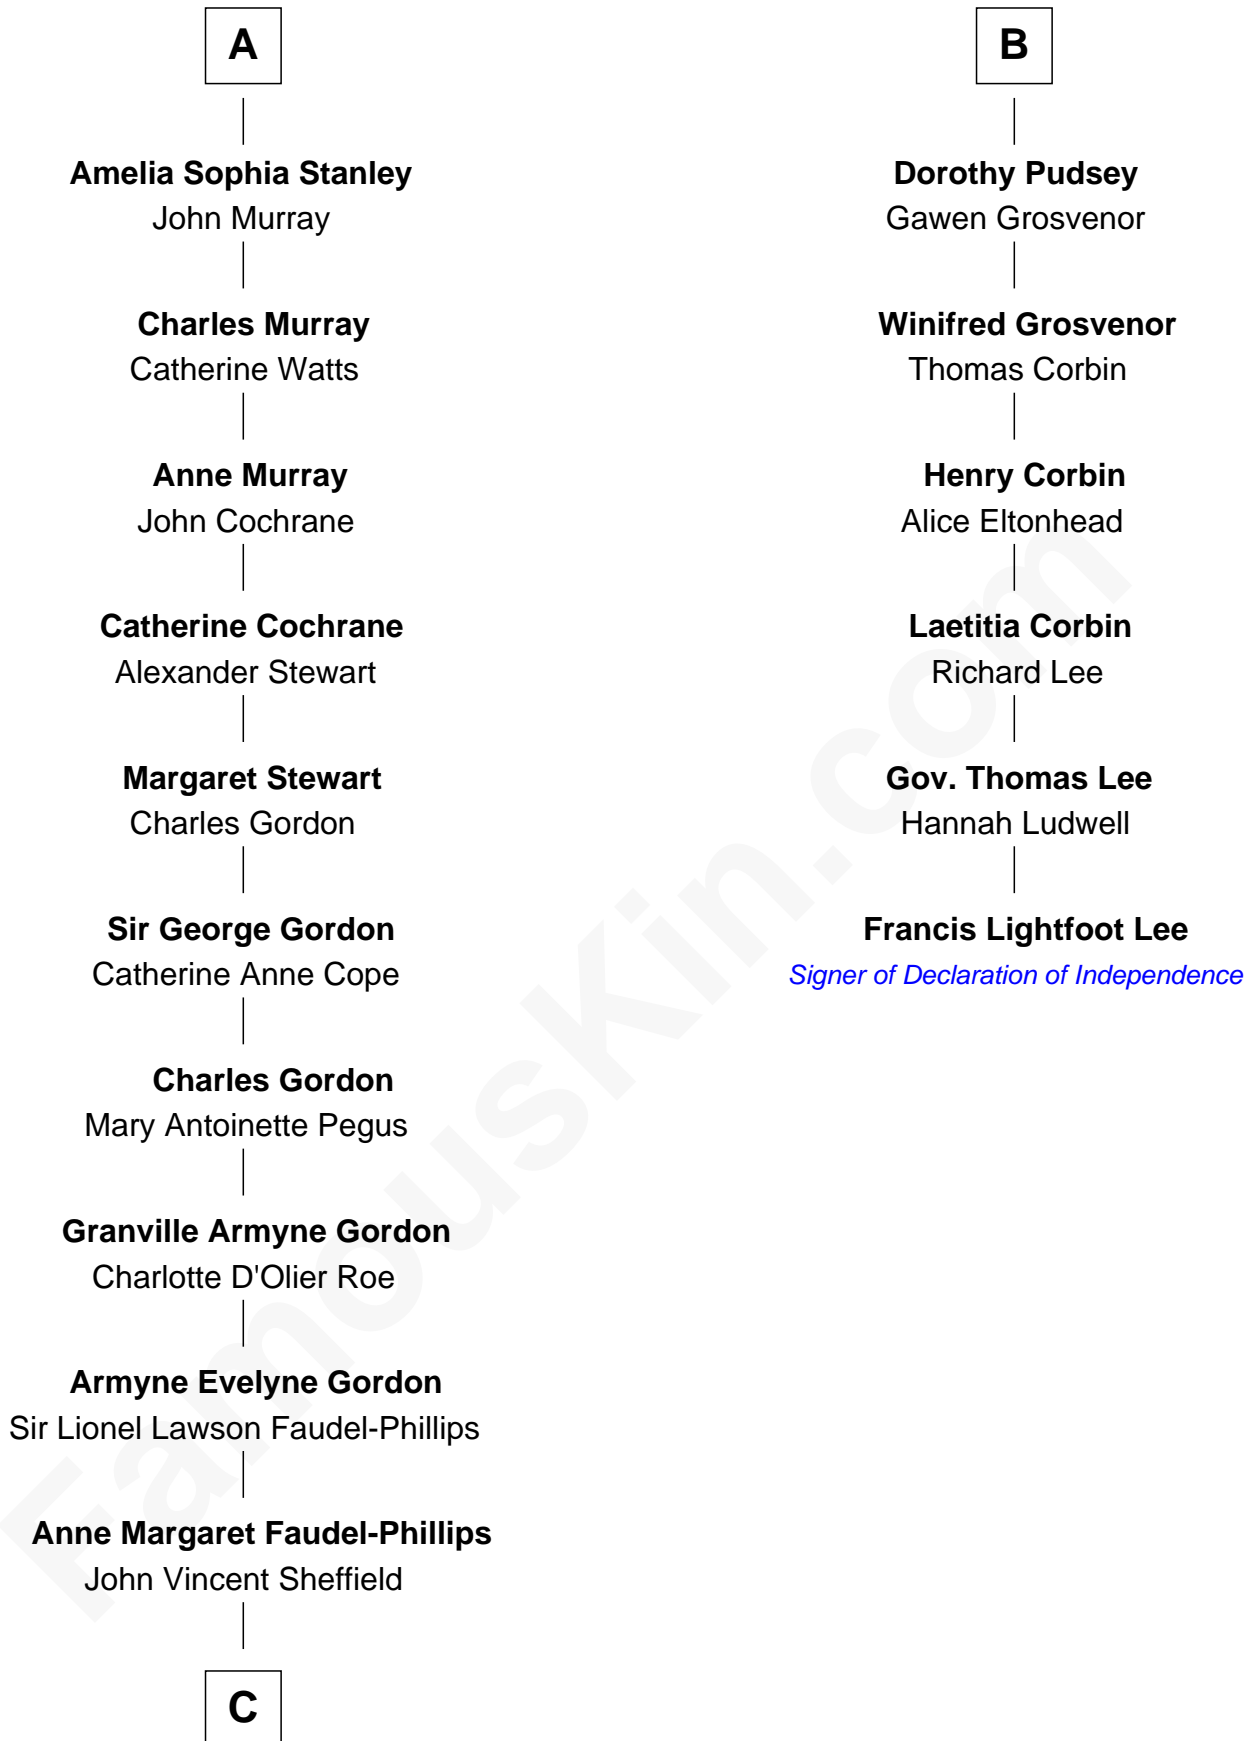 A
Amelia Sophia Stanley
John Murray
Charles Murray
Catherine Watts
Anne Murray
John Cochrane
Catherine Cochrane
Alexander Stewart
Margaret Stewart
Charles Gordon
Sir George Gordon
Catherine Anne Cope
Charles Gordon
Mary Antoinette Pegus
Granville Armyne Gordon
Charlotte D'Olier Roe
Armyne Evelyne Gordon
Sir Lionel Lawson Faudel-Phillips
Anne Margaret Faudel-Phillips
John Vincent Sheffield
C
B
Dorothy Pudsey
Gawen Grosvenor
Winifred Grosvenor
Thomas Corbin
Henry Corbin
Alice Eltonhead
Laetitia Corbin
Richard Lee
Gov. Thomas Lee
Hannah Ludwell
Francis Lightfoot Lee
Signer of Declaration of Independence
FamousKin.com